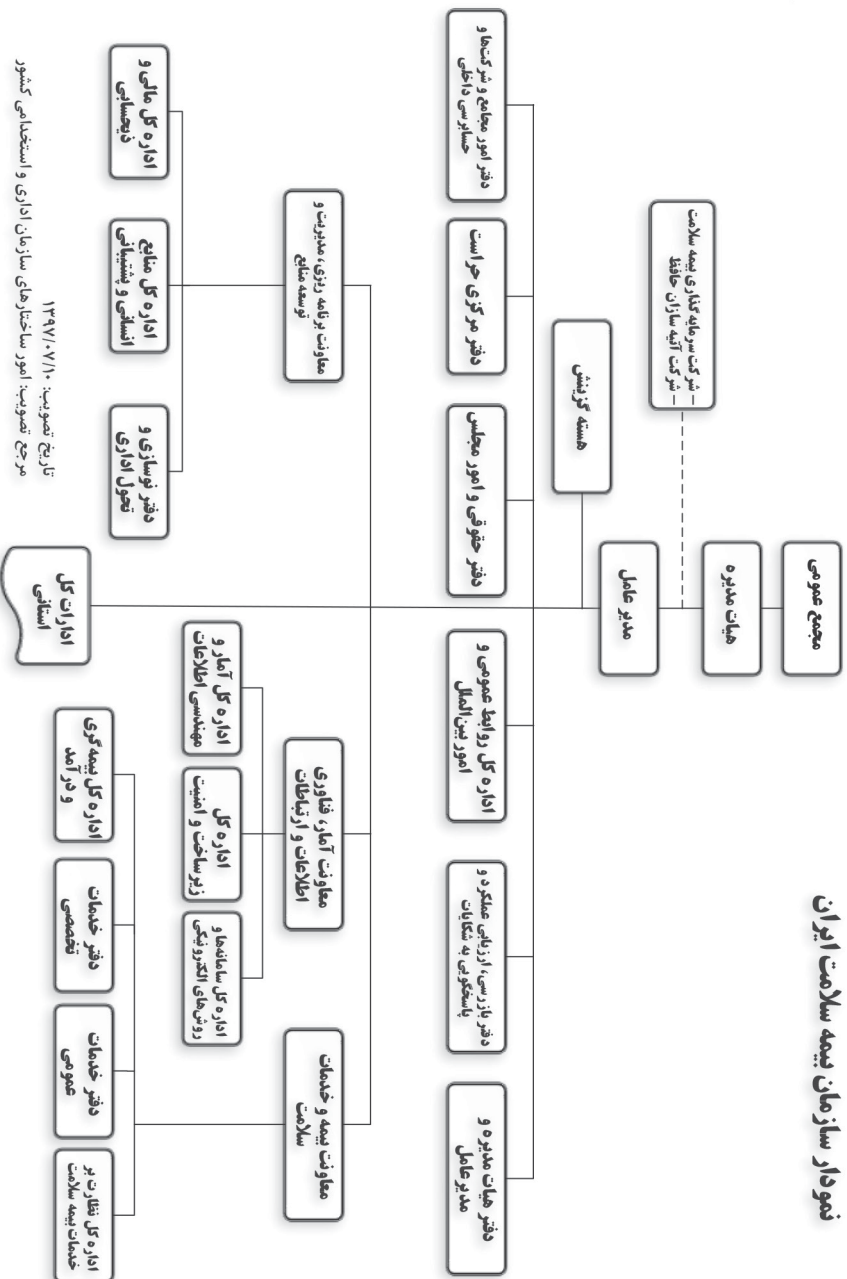 نمودار سازمان بیمه سلامت ایران
مجمع عمومی
هیات مدیره
– شرکت سرمایه گذاری بیمه سلامت
– شرکت آتیه سازان حافظ
مدیر عامل
هسته گزینش
دفتر هیات مدیره و
مدیرعامل
دفتر بازرسی، ارزیابی عملکرد و
پاسخگویی به شکایات
اداره کل روابط عمومی و
امور بین‌الملل
دفتر حقوقی و امور مجلس
دفتر مرکزی حراست
دفتر امور مجامع و شرکت‌ها و
حسابرسی داخلی
معاونت بیمه و خدمات
سلامت
معاونت آمار، فناوری
اطلاعات و ارتباطات
معاونت برنامه ریزی، مدیریت و
توسعه منابع
اداره کل سامانه‌ها و
روش‌های الکترونیکی
اداره کل
زیرساخت و امنیت
اداره کل آمار و
مهندسی اطلاعات
دفتر نوسازی و
تحول اداری
اداره کل منابع
انسانی و پشتیبانی
اداره کل مالی و
ذیحسابی
اداره کل نظارت بر
خدمات بیمه سلامت
دفتر خدمات
عمومی
دفتر خدمات
تخصصی
اداره کل بیمه گری
و درآمد
ادارات کل
استانی
تاریخ تصویب: ۱۳۹۷/۰۷/۱۰
مرجع تصویب: امور ساختارهای سازمان اداری و استخدامی کشور